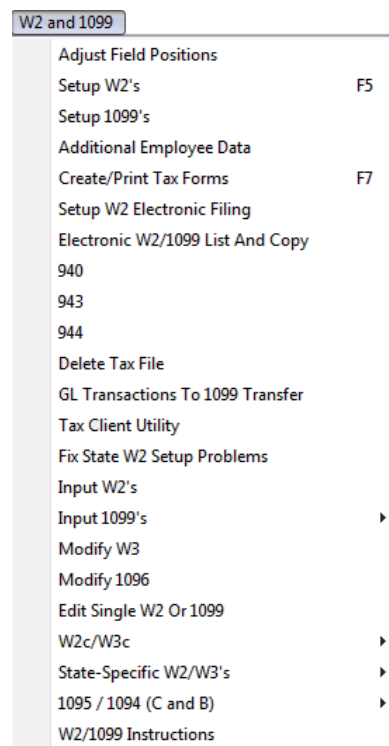 W2 and 1099
Adjust Field Positions
Setup W2's F5
Setup 1099's
Additional Employee Data
Create/Print Tax Forms F7
Setup W2 Electronic Filing
Electronic W2/1099 List And Copy
940
943
944
Delete Tax File
GL Transactions To 1099 Transfer
Tax Client Utility
Fix State W2 Setup Problems
Input W2's
Input 1099's
Modify W3
Modify 1096
Edit Single W2 Or 1099
W2c/W3c
State-Specific W2/W3's
1095 / 1094 (C and B)
W2/1099 Instructions